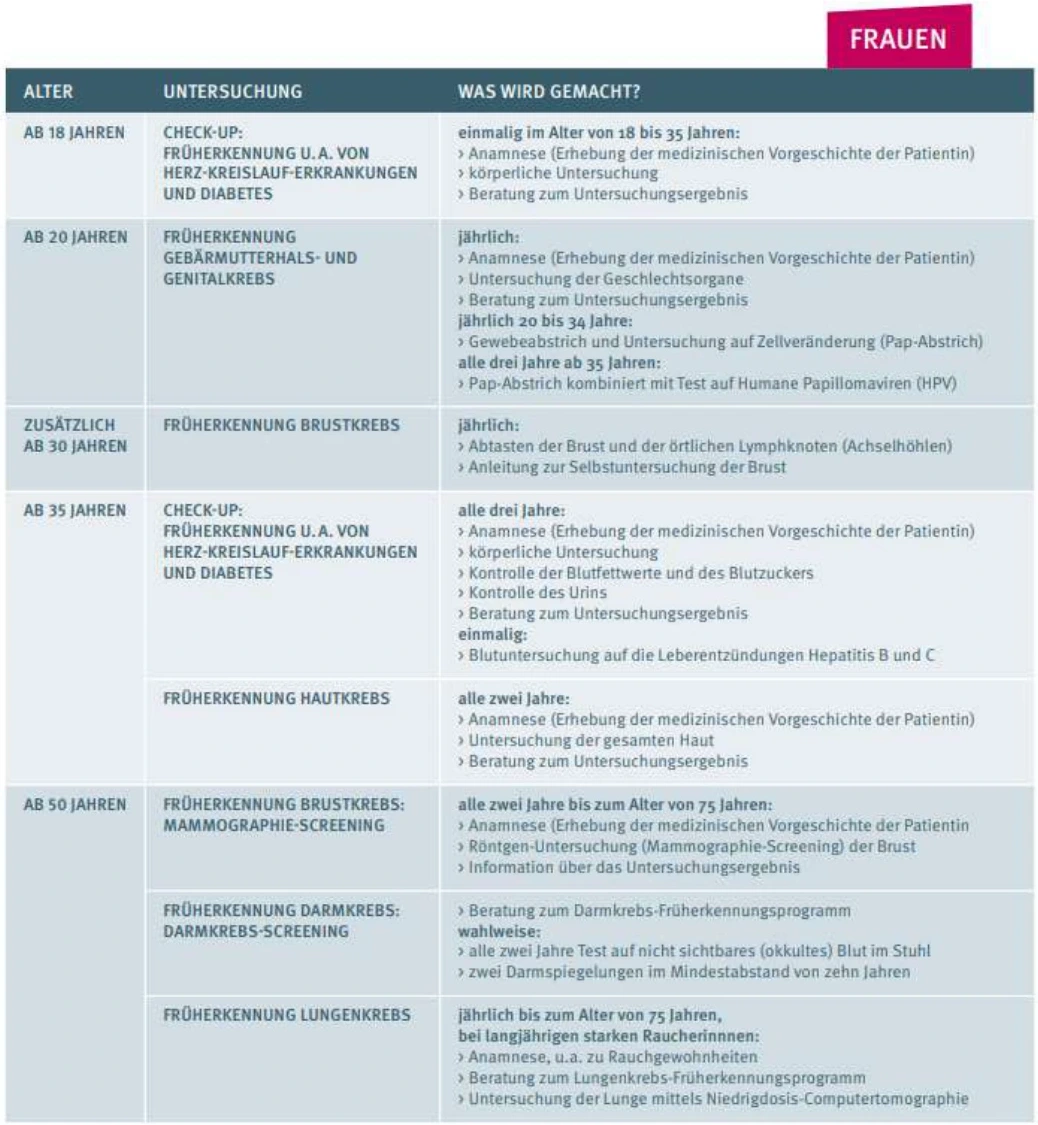 FRAUEN
ALTER UNTERSUCHUNG WAS WIRD GEMACHT?
AB 18 JAHREN
CHECK-UP:
FRÜHERKENNUNG U. A. VON
HERZ-KREISLAUF-ERKRANKUNGEN
UND DIABETES
einmalig im Alter von 18 bis 35 Jahren:
› Anamnese (Erhebung der medizinischen Vorgeschichte der Patientin)
› körperliche Untersuchung
› Beratung zum Untersuchungsergebnis
AB 20 JAHREN
FRÜHERKENNUNG
GEBÄRMUTTERHALS- UND
GENITALKREBS
jährlich:
› Anamnese (Erhebung der medizinischen Vorgeschichte der Patientin)
› Untersuchung der Geschlechtsorgane
› Beratung zum Untersuchungsergebnis
jährlich 20 bis 34 Jahre:
› Gewebeabstrich und Untersuchung auf Zellveränderung (Pap-Abstrich)
alle drei Jahre ab 35 Jahren:
› Pap-Abstrich kombiniert mit Test auf Humane Papillomaviren (HPV)
ZUSÄTZLICH
AB 30 JAHREN
FRÜHERKENNUNG BRUSTKREBS
jährlich:
› Abtasten der Brust und der örtlichen Lymphknoten (Achselhöhlen)
› Anleitung zur Selbstuntersuchung der Brust
AB 35 JAHREN
CHECK-UP:
FRÜHERKENNUNG U. A. VON
HERZ-KREISLAUF-ERKRANKUNGEN
UND DIABETES
alle drei Jahre:
› Anamnese (Erhebung der medizinischen Vorgeschichte der Patientin)
› körperliche Untersuchung
› Kontrolle der Blutfettwerte und des Blutzuckers
› Kontrolle des Urins
› Beratung zum Untersuchungsergebnis
einmalig:
› Blutuntersuchung auf die Leberentzündungen Hepatitis B und C
FRÜHERKENNUNG HAUTKREBS
alle zwei Jahre:
› Anamnese (Erhebung der medizinischen Vorgeschichte der Patientin)
› Untersuchung der gesamten Haut
› Beratung zum Untersuchungsergebnis
AB 50 JAHREN
FRÜHERKENNUNG BRUSTKREBS:
MAMMOGRAPHIE-SCREENING
alle zwei Jahre bis zum Alter von 75 Jahren:
› Anamnese (Erhebung der medizinischen Vorgeschichte der Patientin
› Röntgen-Untersuchung (Mammographie-Screening) der Brust
› Information über das Untersuchungsergebnis
FRÜHERKENNUNG DARMKREBS:
DARMKREBS-SCREENING
› Beratung zum Darmkrebs-Früherkennungsprogramm
wahlweise:
› alle zwei Jahre Test auf nicht sichtbares (okkultes) Blut im Stuhl
› zwei Darmspiegelungen im Mindestabstand von zehn Jahren
FRÜHERKENNUNG LUNGENKREBS
jährlich bis zum Alter von 75 Jahren,
bei langjährigen starken Raucherinnnen:
› Anamnese, u.a. zu Rauchgewohnheiten
› Beratung zum Lungenkrebs-Früherkennungsprogramm
› Untersuchung der Lunge mittels Niedrigdosis-Computertomographie